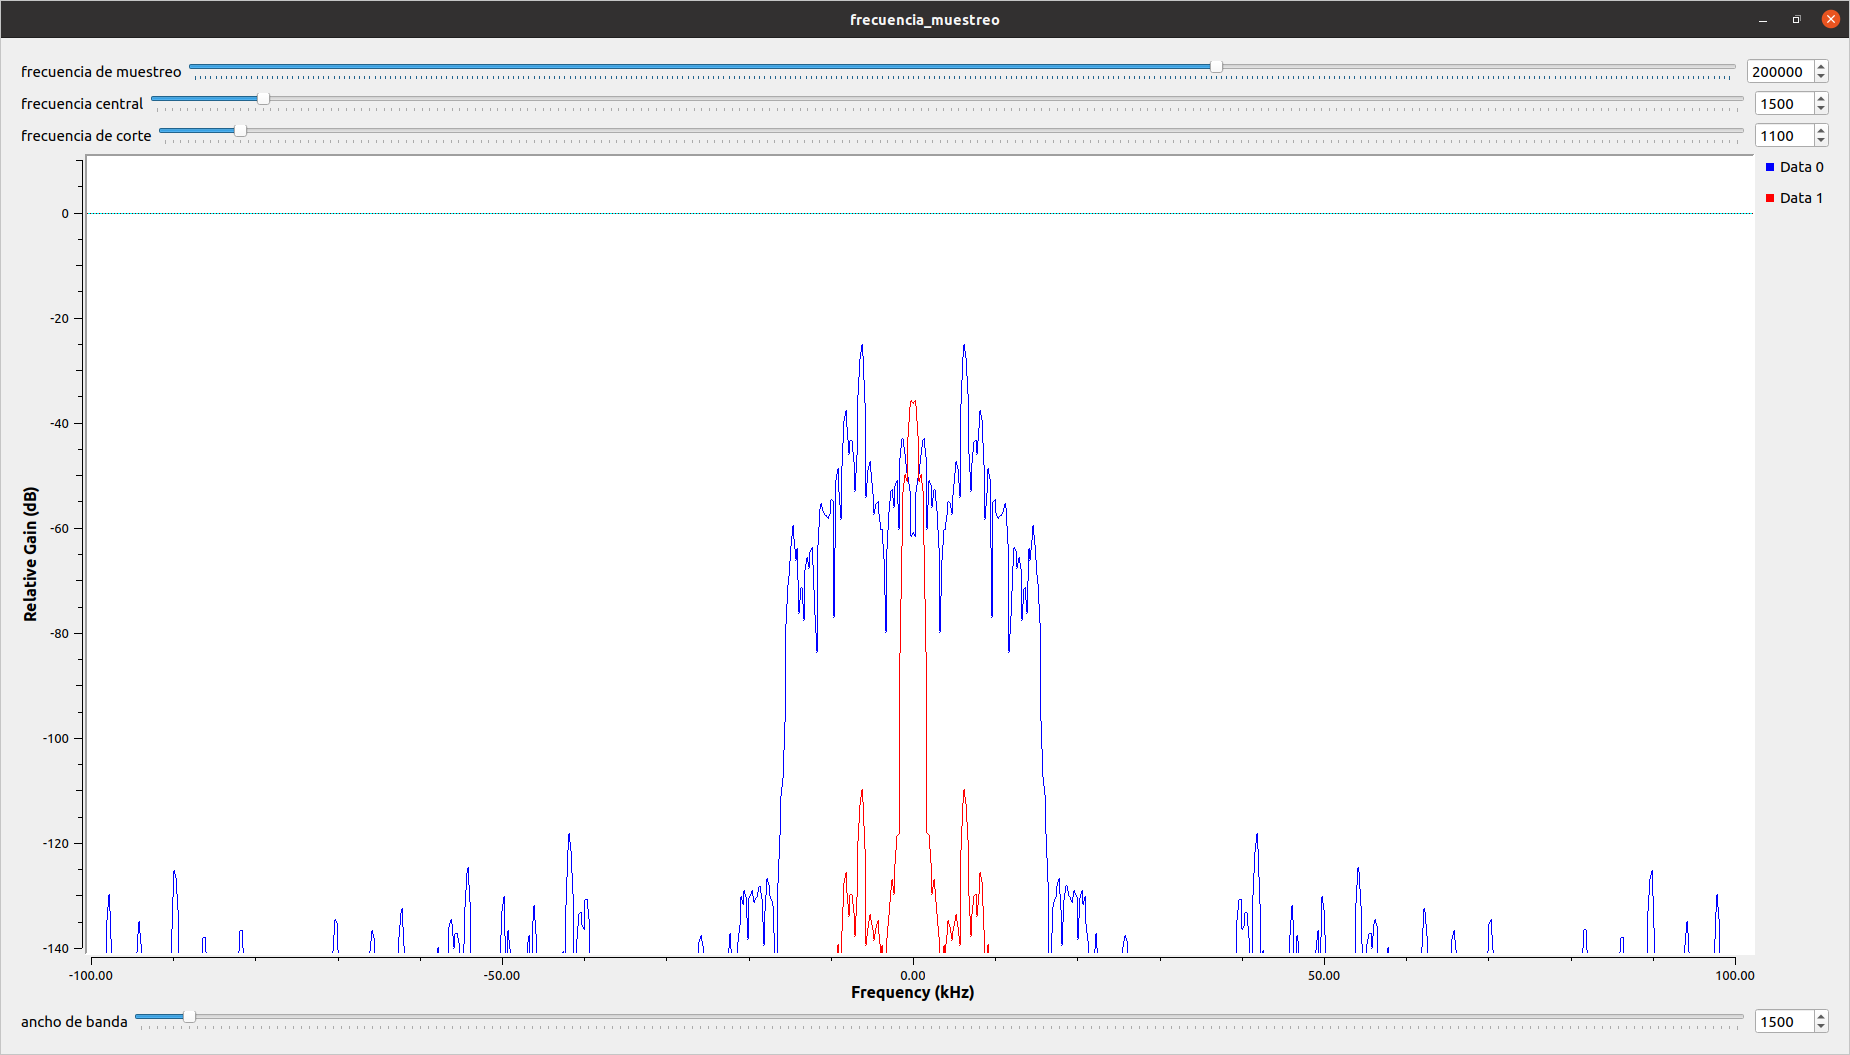 frecuencia_muestreo
frecuencia de muestreo 200000
frecuencia central 1500
frecuencia de corte 1100
Data 0
Data 1
0
-20
-40
-60
-80
-100
-120
-140
Relative Gain (dB)
-100.00 -50.00 0.00 50.00 100.00
Frequency (kHz)
ancho de banda 1500